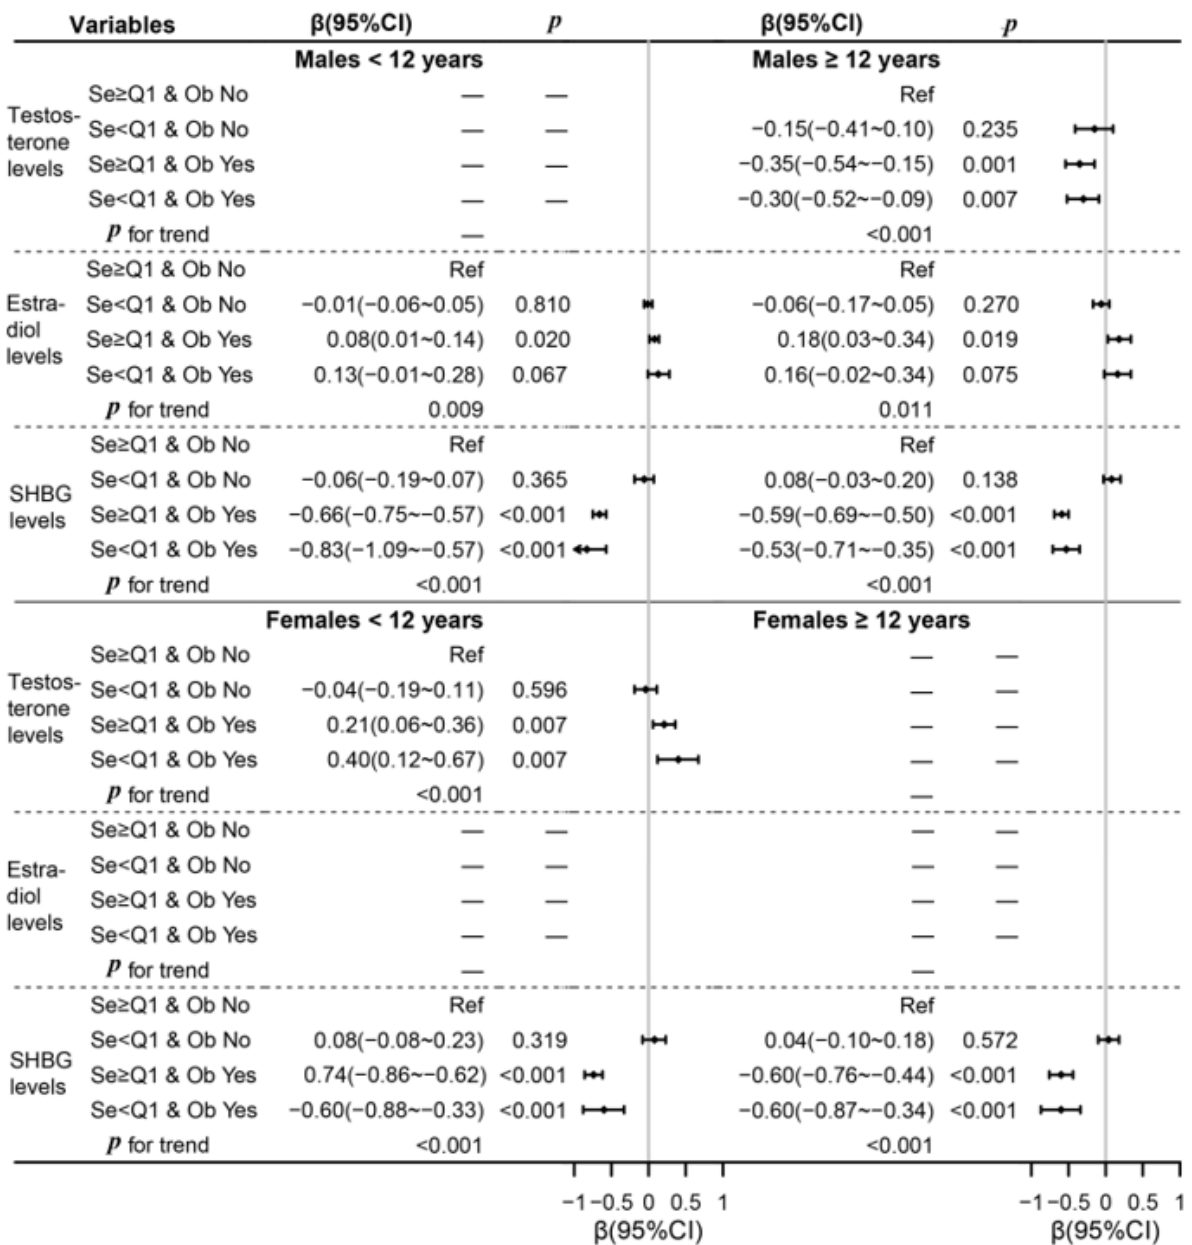 Variables β(95%CI) p β(95%CI) p
Males < 12 years Males ≥ 12 years
Testos-terone levels
Se≥Q1 & Ob No — — Ref
Se<Q1 & Ob No — — −0.15(−0.41~0.10) 0.235
Se≥Q1 & Ob Yes — — −0.35(−0.54~−0.15) 0.001
Se<Q1 & Ob Yes — — −0.30(−0.52~−0.09) 0.007
p for trend — <0.001
Estra-diol levels
Se≥Q1 & Ob No Ref Ref
Se<Q1 & Ob No −0.01(−0.06~0.05) 0.810 −0.06(−0.17~0.05) 0.270
Se≥Q1 & Ob Yes 0.08(0.01~0.14) 0.020 0.18(0.03~0.34) 0.019
Se<Q1 & Ob Yes 0.13(−0.01~0.28) 0.067 0.16(−0.02~0.34) 0.075
p for trend 0.009 0.011
SHBG levels
Se≥Q1 & Ob No Ref Ref
Se<Q1 & Ob No −0.06(−0.19~0.07) 0.365 0.08(−0.03~0.20) 0.138
Se≥Q1 & Ob Yes −0.66(−0.75~−0.57) <0.001 −0.59(−0.69~−0.50) <0.001
Se<Q1 & Ob Yes −0.83(−1.09~−0.57) <0.001 −0.53(−0.71~−0.35) <0.001
p for trend <0.001 <0.001
Females < 12 years Females ≥ 12 years
Testos-terone levels
Se≥Q1 & Ob No Ref — —
Se<Q1 & Ob No −0.04(−0.19~0.11) 0.596 — —
Se≥Q1 & Ob Yes 0.21(0.06~0.36) 0.007 — —
Se<Q1 & Ob Yes 0.40(0.12~0.67) 0.007 — —
p for trend <0.001 —
Estra-diol levels
Se≥Q1 & Ob No — — — —
Se<Q1 & Ob No — — — —
Se≥Q1 & Ob Yes — — — —
Se<Q1 & Ob Yes — — — —
p for trend — —
SHBG levels
Se≥Q1 & Ob No Ref Ref
Se<Q1 & Ob No 0.08(−0.08~0.23) 0.319 0.04(−0.10~0.18) 0.572
Se≥Q1 & Ob Yes 0.74(−0.86~−0.62) <0.001 −0.60(−0.76~−0.44) <0.001
Se<Q1 & Ob Yes −0.60(−0.88~−0.33) <0.001 −0.60(−0.87~−0.34) <0.001
p for trend <0.001 <0.001
−1 −0.5 0 0.5 1 −1 −0.5 0 0.5 1
β(95%CI) β(95%CI)